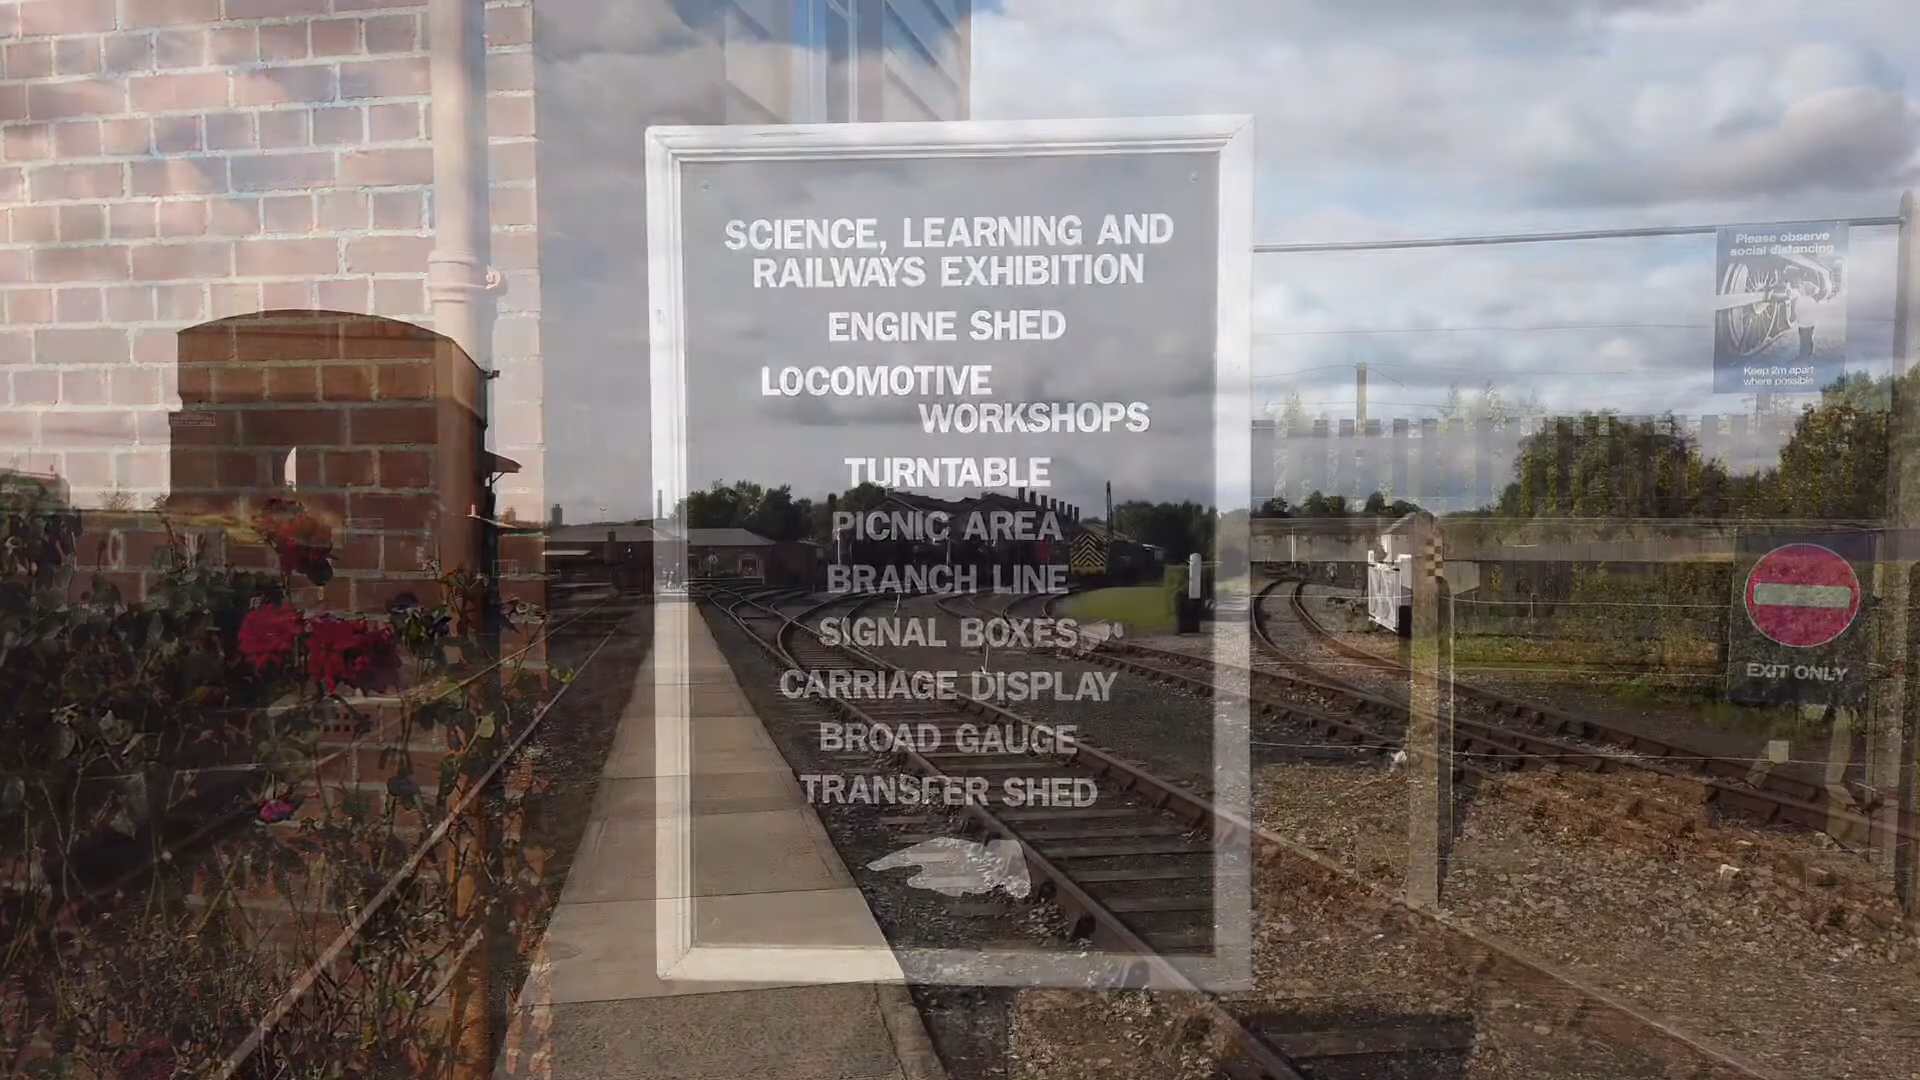 SCIENCE, LEARNING AND
RAILWAYS EXHIBITION
ENGINE SHED
LOCOMOTIVE
WORKSHOPS
TURNTABLE
PICNIC AREA
BRANCH LINE
SIGNAL BOXES
CARRIAGE DISPLAY
BROAD GAUGE
TRANSFER SHED
Please observe
social distancing
Keep 2m apart
where possible
EXIT ONLY